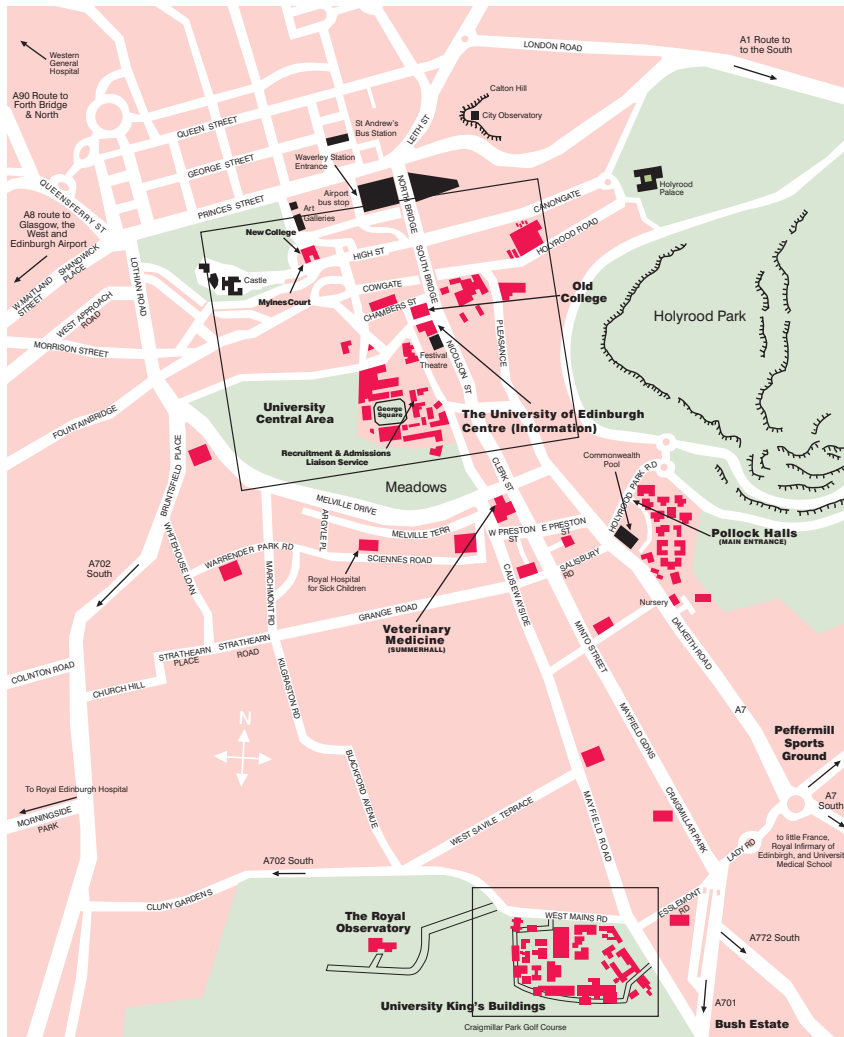 LONDON ROAD
A1 Route to
to the South
Western
General
Hospital
A90 Route to
Forth Bridge
& North
Calton Hill
City Observatory
QUEEN STREET
St Andrew's
Bus Station
LEITH ST
GEORGE STREET
Waverley Station
Entrance
QUEENSFERRY ST
PRINCES STREET
Airport
bus stop
NORTH BRIDGE
Holyrood
Palace
CANONGATE
Art
Galleries
A8 route to
Glasgow, the
West and
Edinburgh Airport
New College
HOLYROOD ROAD
HIGH ST
SOUTH BRIDGE
SHANDWICK
PLACE
W.MAITLAND
STREET
LOTHIAN ROAD
Castle
COWGATE
Old
College
Mylnes Court
CHAMBERS ST
WEST APPROACH
ROAD
Holyrood Park
PLEASANCE
MORRISON STREET
Festival
Theatre
NICOLSON ST
University
Central Area
George
Square
The University of Edinburgh
Centre (Information)
FOUNTAINBRIDGE
Recruitment & Admissions
Liaison Service
Commonwealth
Pool
BRUNTSFIELD PLACE
CLERK ST
HOLYROOD PARK R.D
Meadows
MELVILLE DRIVE
ARGYLE PL
MELVILLE TERR
W PRESTON
ST
E PRESTON
ST
Pollock Halls
(MAIN ENTRANCE)
WHITEHOUSE LOAN
WARRENDER PARK RD
SCIENNES ROAD
A702
South
MARCHMONT RD
Royal Hospital
for Sick Children
SALISBURY
RD
CAUSEWAYSIDE
Nursery
GRANGE ROAD
Veterinary
Medicine
(SUMMERHALL)
MINTO STREET
DALKEITH ROAD
STRATHEARN
PLACE
STRATHEARN
ROAD
COLINTON ROAD
CHURCH HILL
KILGRASTON RD
N
MAYFIELD GDNS
A7
Peffermill
Sports
Ground
BLACKFORD AVENUE
To Royal Edinburgh Hospital
MORNINGSIDE
PARK
WEST SAVILE TERRACE
MAYFIELD ROAD
CRAIGMILLAR PARK
A7
South
LADY RD
to little France,
Royal Infirmary of
Edinbirgh, and Universit
Medical School
A702 South
CLUNY GARDENS
ESSLEMONT
RD
The Royal
Observatory
WEST MAINS RD
A772 South
University King's Buildings
A701
Craigmillar Park Golf Course
Bush Estate